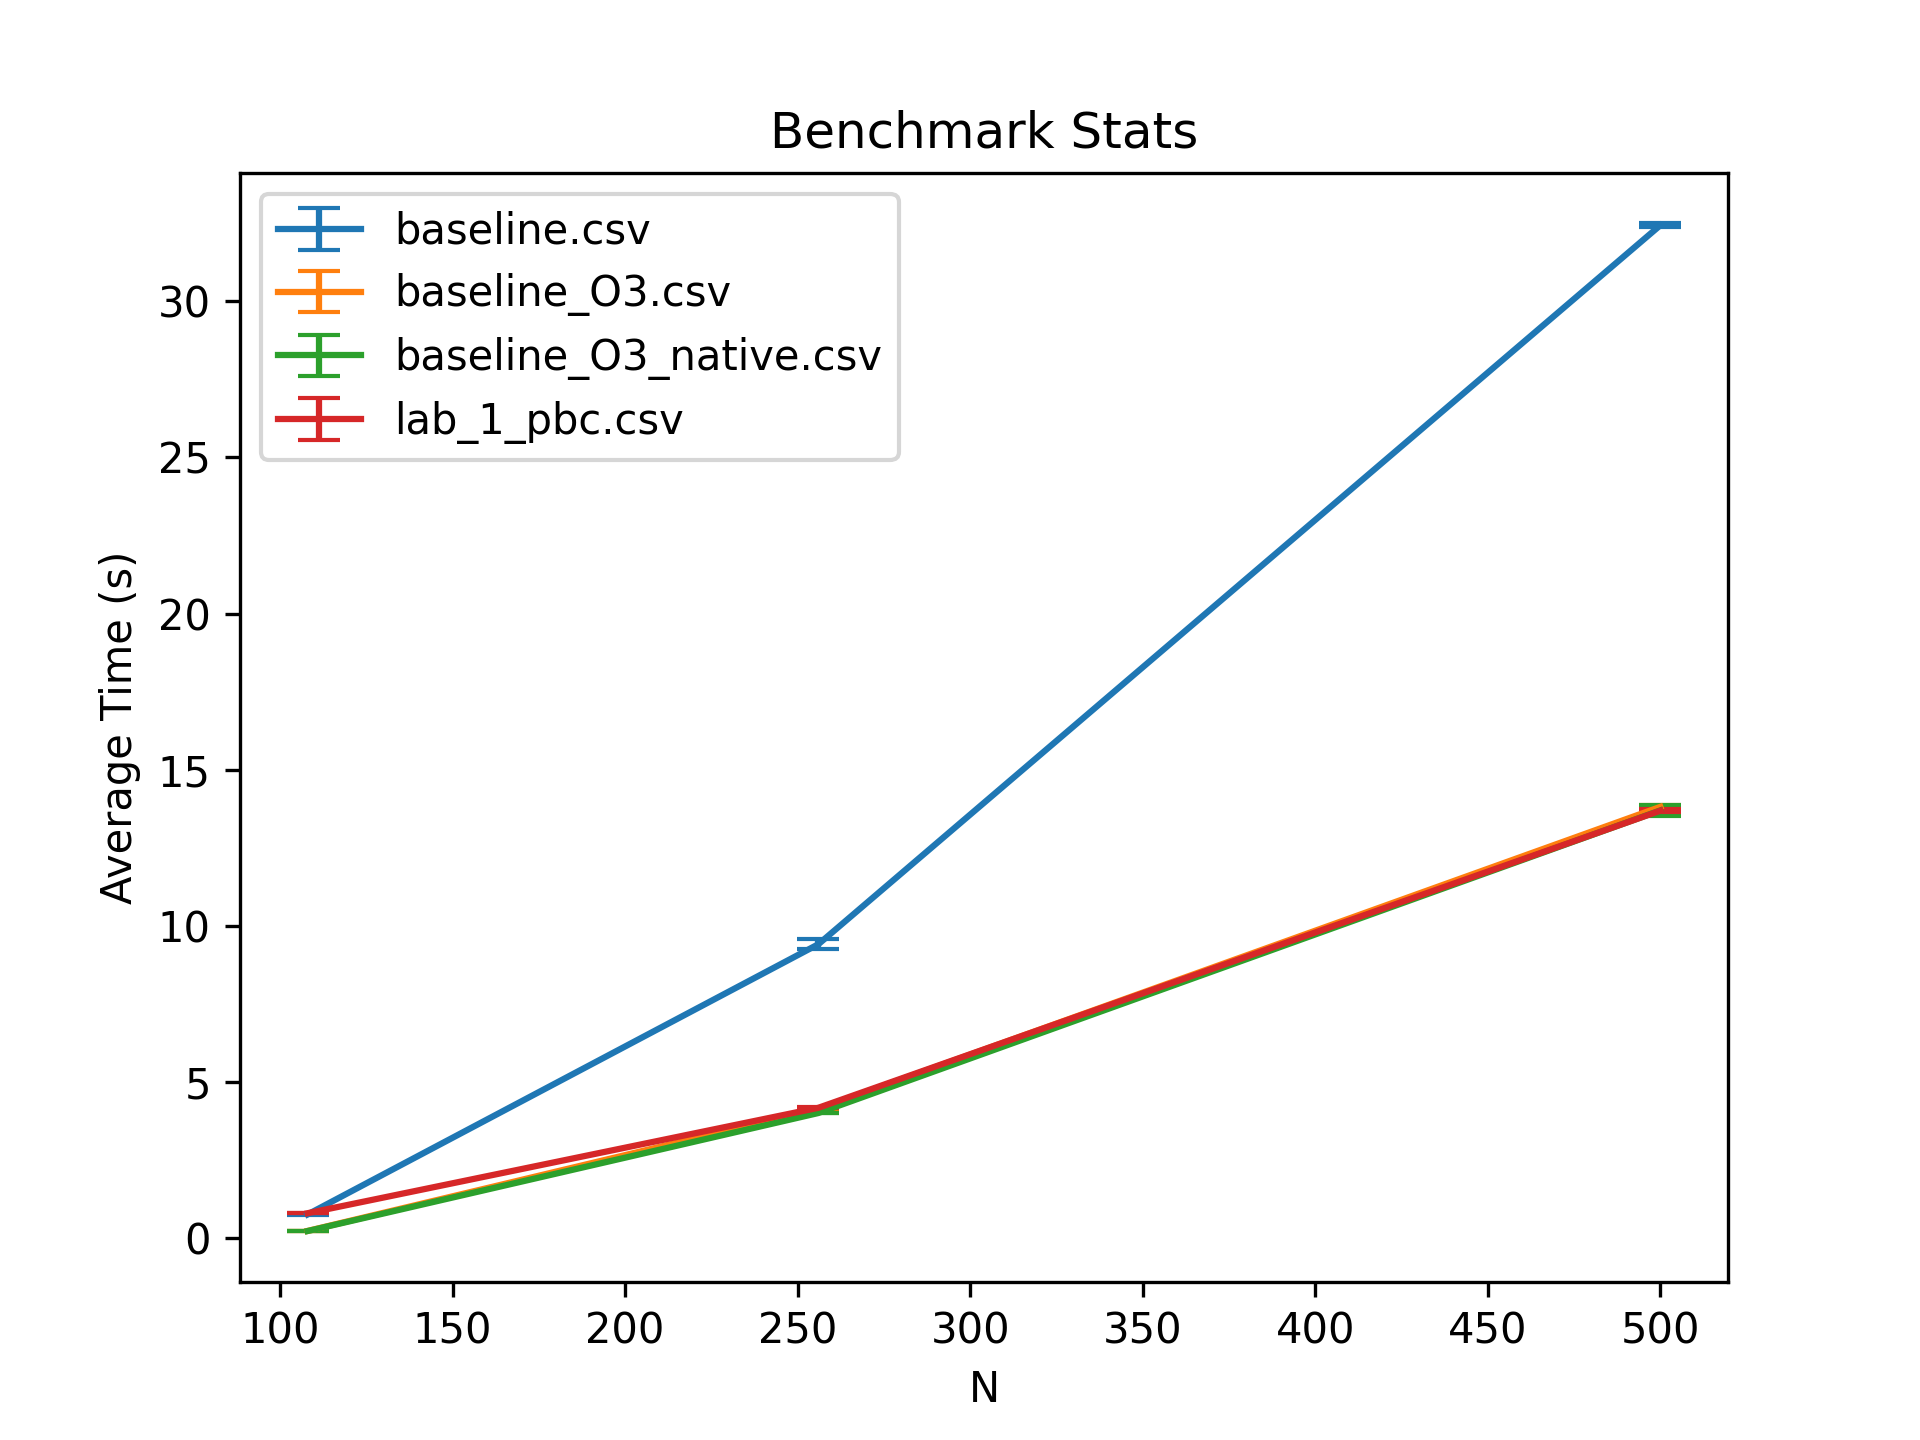 Benchmark Stats
baseline.csv
baseline_O3.csv
baseline_O3_native.csv
lab_1_pbc.csv
30
25
20
15
10
5
0
Average Time (s)
100 150 200 250 300 350 400 450 500
N